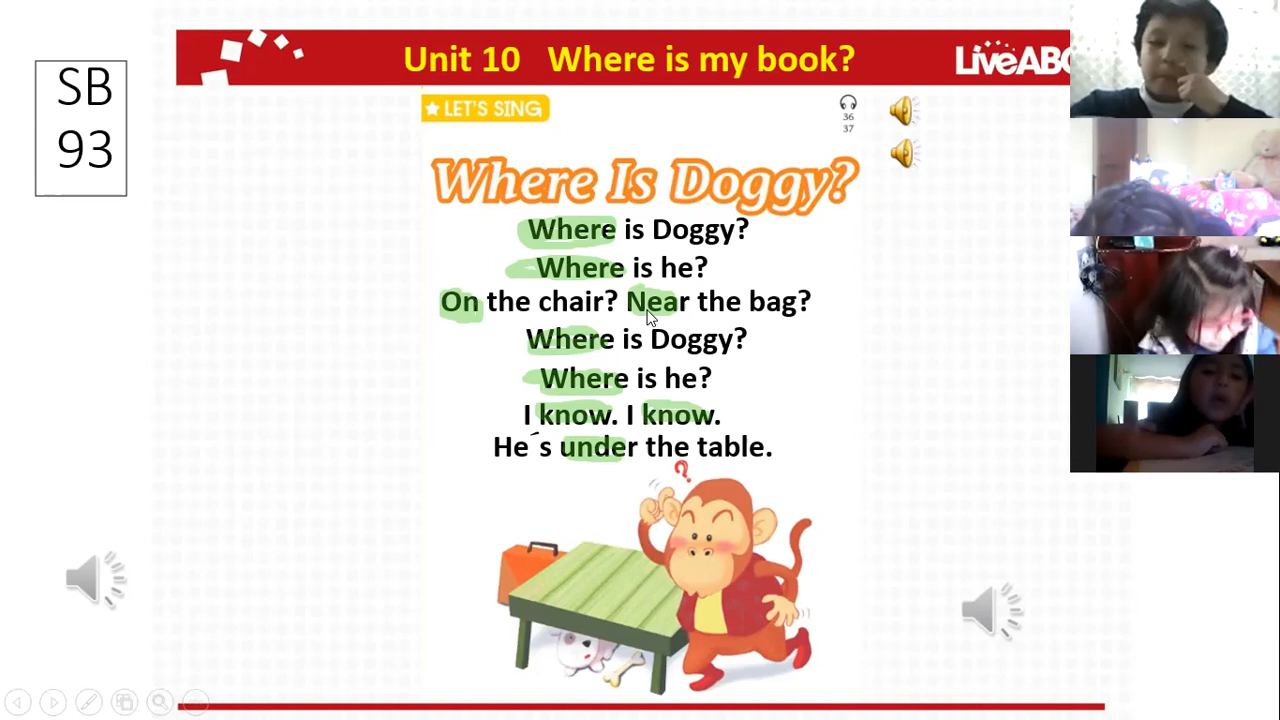 SB
93
Unit 10 Where is my book?
LiveABC
★ LET'S SING
36
37
Where Is Doggy?
Where is Doggy?
Where is he?
On the chair? Near the bag?
Where is Doggy?
Where is he?
I know. I know.
He´s under the table.
?